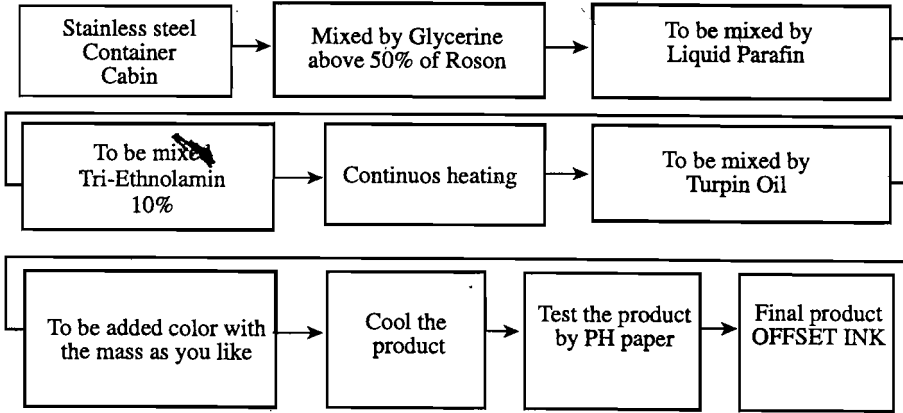 Stainless steel
Container
Cabin
Mixed by Glycerine
above 50% of Roson
To be mixed by
Liquid Parafin
To be mixed
Tri-Ethnolamin
10%
Continuos heating
To be mixed by
Turpin Oil
To be added color with
the mass as you like
Cool the
product
Test the product
by PH paper
Final product
OFFSET INK